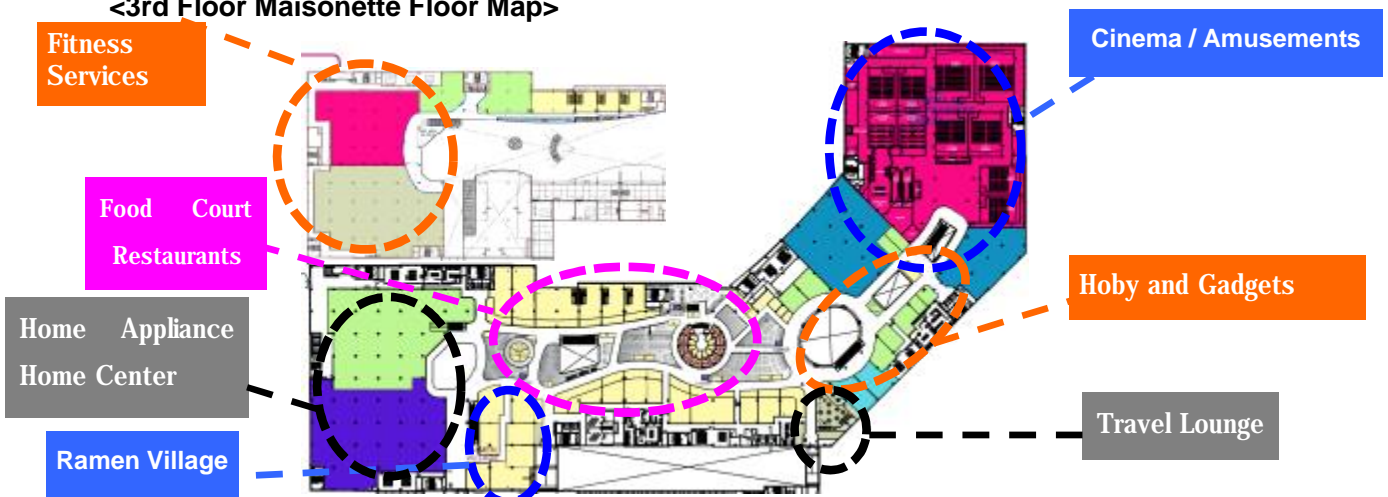 <3rd Floor Maisonette Floor Map>
Fitness
Services
Cinema / Amusements
Food Court
Restaurants
Hoby and Gadgets
Home Appliance
Home Center
Travel Lounge
Ramen Village